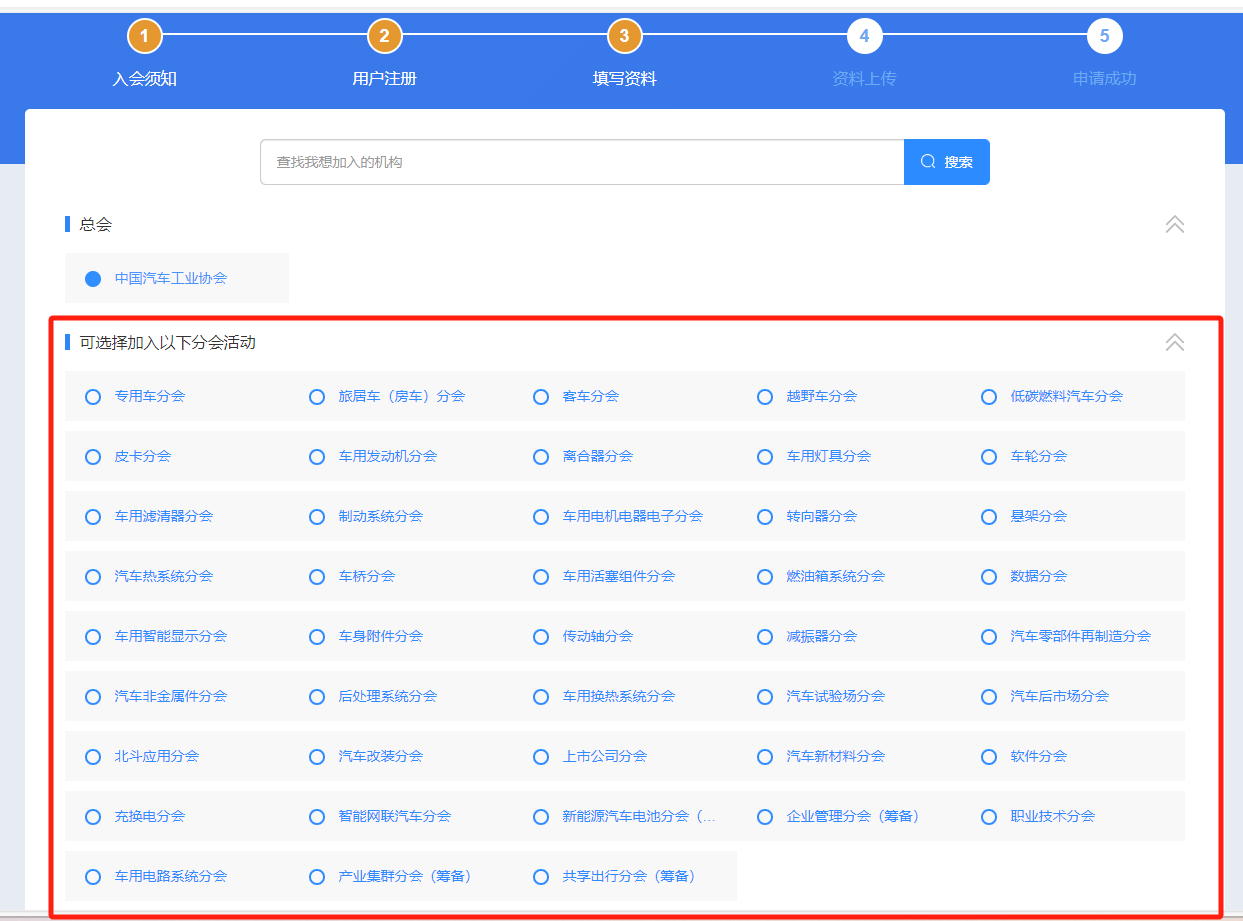 1 2 3 4 5
入会须知 用户注册 填写资料 资料上传 申请成功
查找我想加入的机构 搜索
总会
中国汽车工业协会
可选择加入以下分会活动
专用车分会 旅居车（房车）分会 客车分会 越野车分会 低碳燃料汽车分会
皮卡分会 车用发动机分会 离合器分会 车用灯具分会 车轮分会
车用滤清器分会 制动系统分会 车用电机电器电子分会 转向器分会 悬架分会
汽车热系统分会 车桥分会 车用活塞组件分会 燃油箱系统分会 数据分会
车用智能显示分会 车身附件分会 传动轴分会 减振器分会 汽车零部件再制造分会
汽车非金属件分会 后处理系统分会 车用换热系统分会 汽车试验场分会 汽车后市场分会
北斗应用分会 汽车改装分会 上市公司分会 汽车新材料分会 软件分会
充换电分会 智能网联汽车分会 新能源汽车电池分会（... 企业管理分会（筹备） 职业技术分会
车用电路系统分会 产业集群分会（筹备） 共享出行分会（筹备）